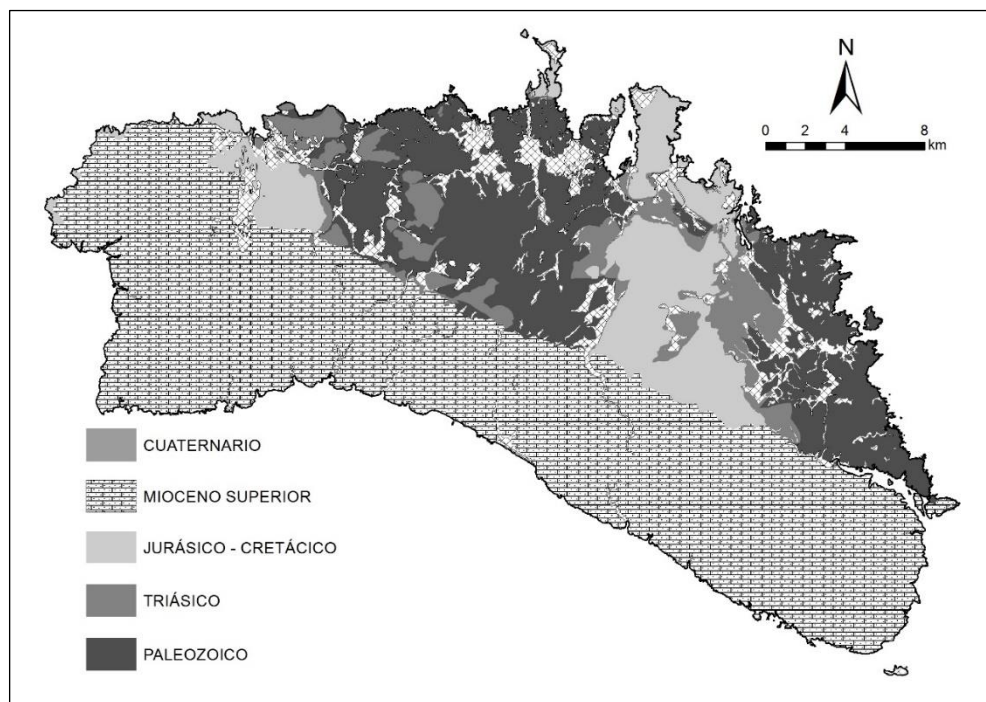 N
0 2 4 8
km
CUATERNARIO
MIOCENO SUPERIOR
JURÁSICO - CRETÁCICO
TRIÁSICO
PALEOZOICO